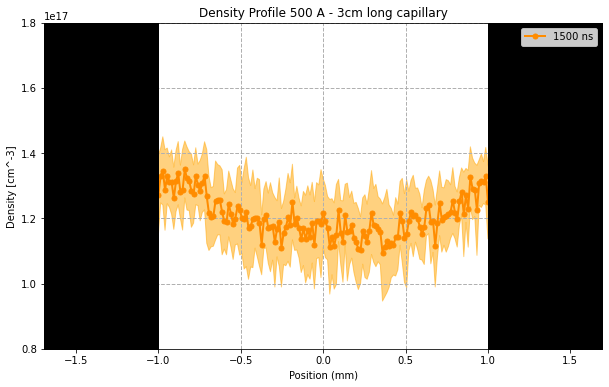 Density Profile 500 A - 3cm long capillary
1e17
1500 ns
1.8
1.6
1.4
1.2
1.0
0.8
Density [cm^-3]
−1.5 −1.0 −0.5 0.0 0.5 1.0 1.5
Position (mm)